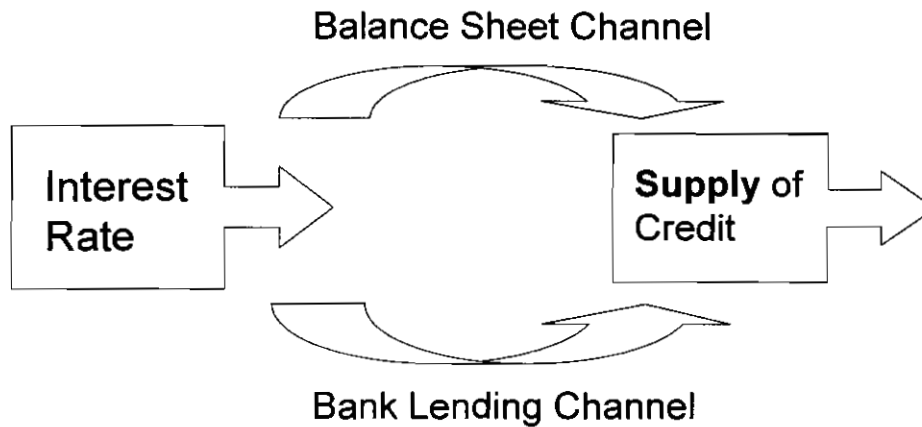 Balance Sheet Channel
Interest
Rate
Supply of
Credit
Bank Lending Channel